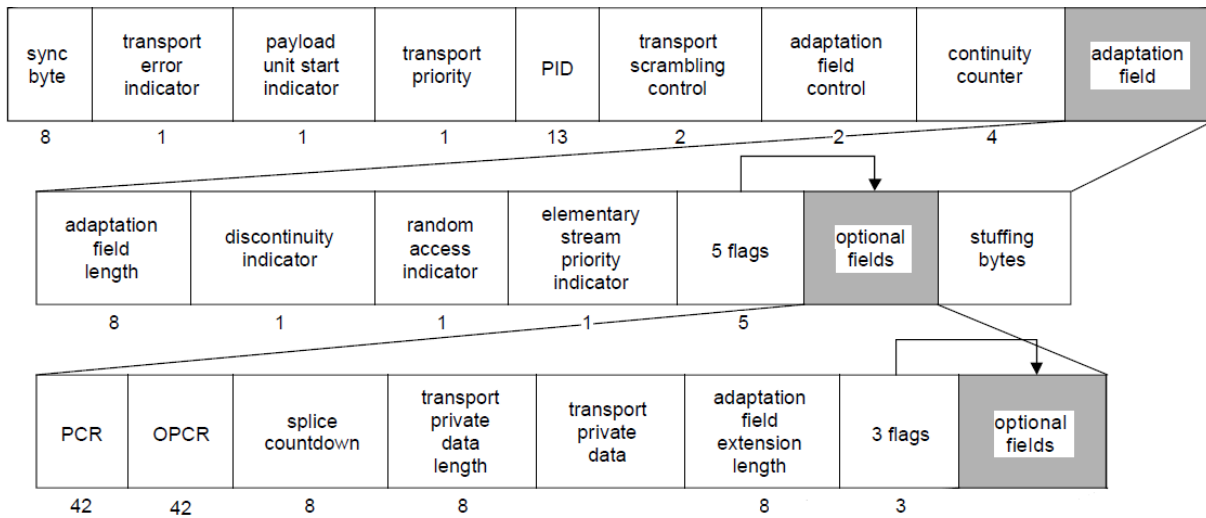 sync
byte
transport
error
indicator
payload
unit start
indicator
transport
priority
PID
transport
scrambling
control
adaptation
field
control
continuity
counter
adaptation
field
8
1
1
1
13
2
2
4
adaptation
field
length
discontinuity
indicator
random
access
indicator
elementary
stream
priority
indicator
5 flags
optional
fields
stuffing
bytes
8
1
1
1
5
PCR
OPCR
splice
countdown
transport
private
data
length
transport
private
data
adaptation
field
extension
length
3 flags
optional
fields
42
42
8
8
8
3